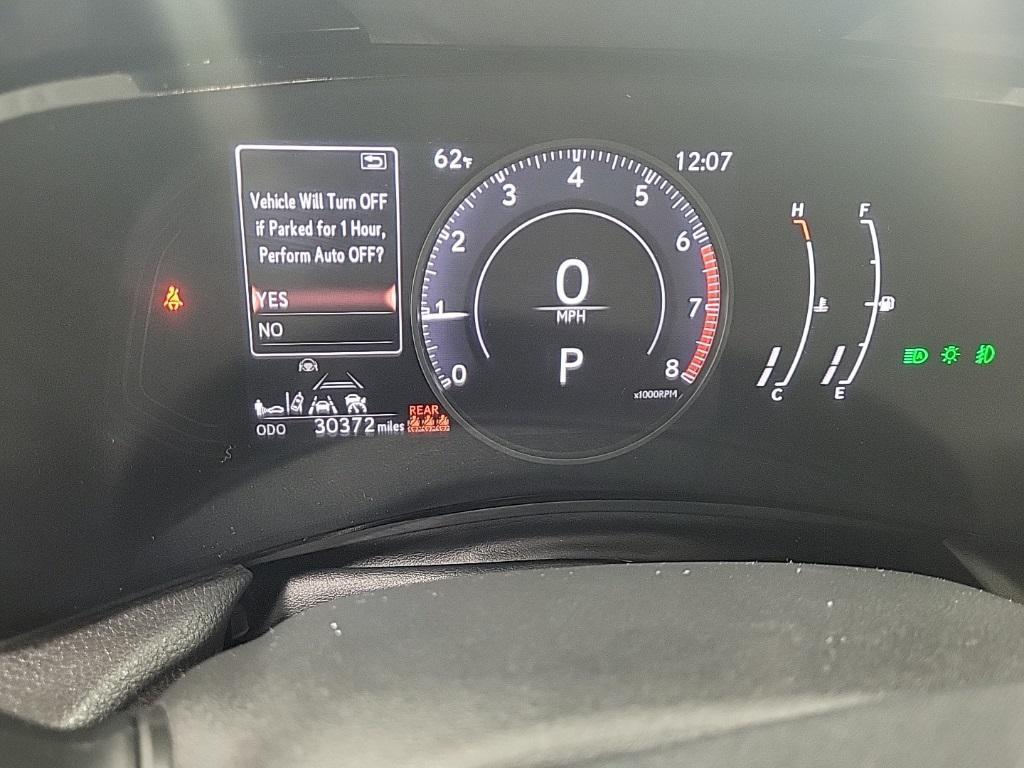 Vehicle Will Turn OFF
if Parked for 1 Hour,
Perform Auto OFF?
YES
NO
ODO 30372 miles
REAR
62°F
12:07
0
1
2
3
4
5
6
7
8
0
MPH
P
x1000RPM
H
C
F
E
A